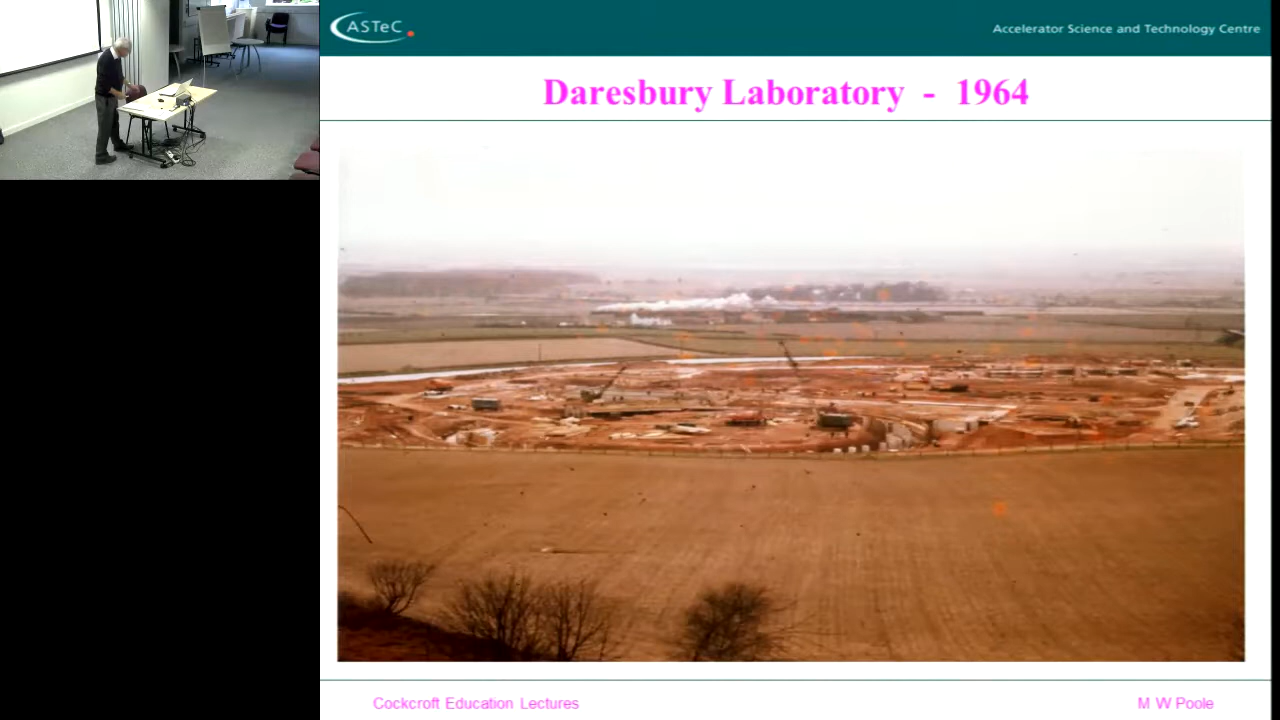 ASTeC
Accelerator Science and Technology Centre
Daresbury Laboratory - 1964
Cockcroft Education Lectures
M W Poole